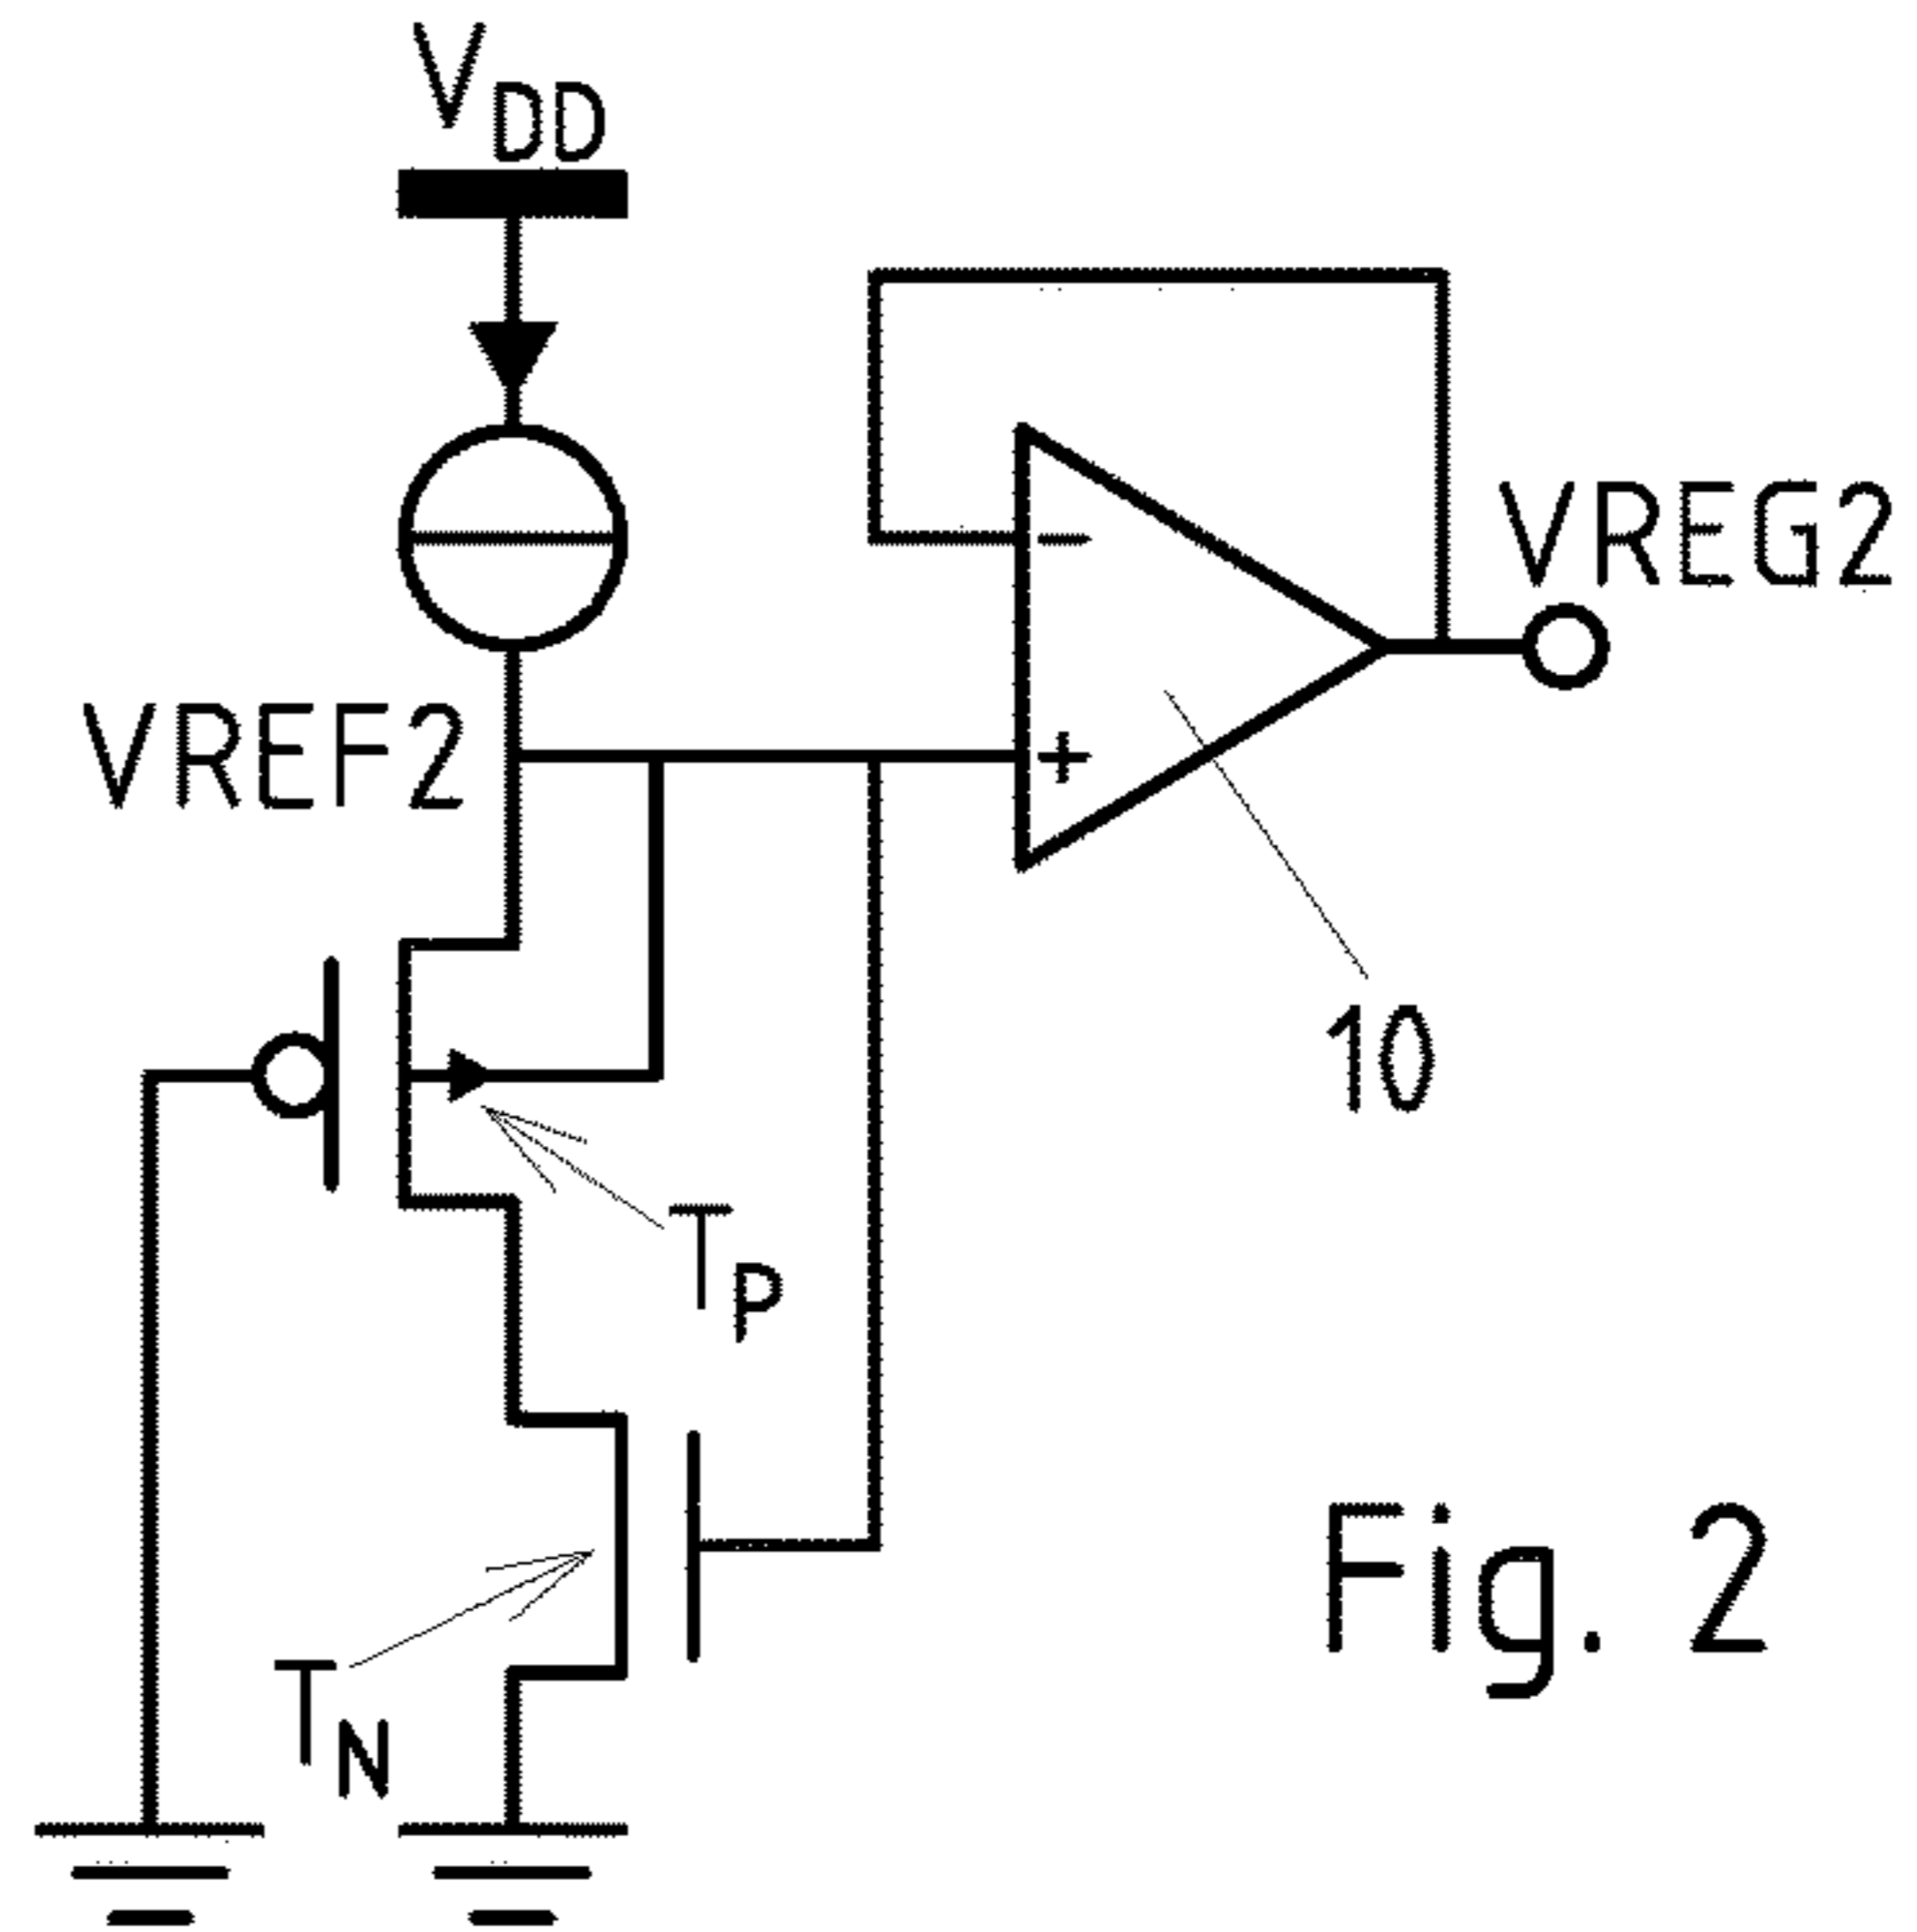 VDD
VREG2
−
VREF2
+
10
TP
Fig. 2
TN